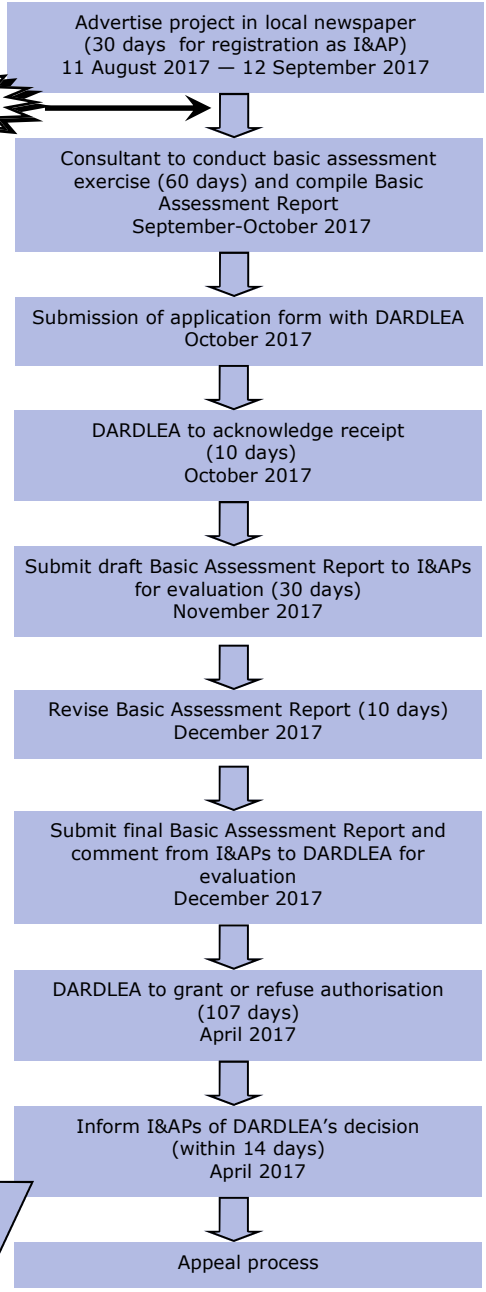 Advertise project in local newspaper
(30 days for registration as I&AP)
11 August 2017 — 12 September 2017
Consultant to conduct basic assessment
exercise (60 days) and compile Basic
Assessment Report
September-October 2017
Submission of application form with DARDLEA
October 2017
DARDLEA to acknowledge receipt
(10 days)
October 2017
Submit draft Basic Assessment Report to I&APs
for evaluation (30 days)
November 2017
Revise Basic Assessment Report (10 days)
December 2017
Submit final Basic Assessment Report and
comment from I&APs to DARDLEA for
evaluation
December 2017
DARDLEA to grant or refuse authorisation
(107 days)
April 2017
Inform I&APs of DARDLEA’s decision
(within 14 days)
April 2017
Appeal process